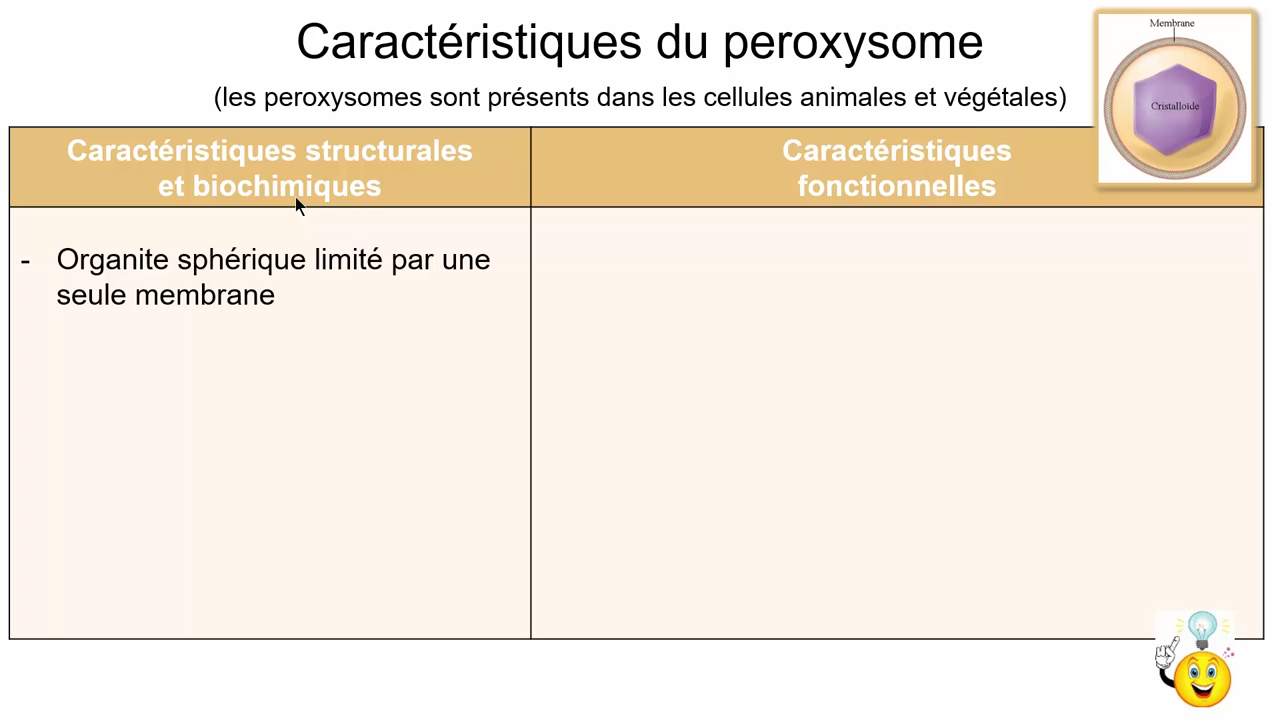 Caractéristiques du peroxysome
(les peroxysomes sont présents dans les cellules animales et végétales)
Membrane
Cristalloïde
Caractéristiques structurales
et biochimiques
Caractéristiques
fonctionnelles
- Organite sphérique limité par une
seule membrane